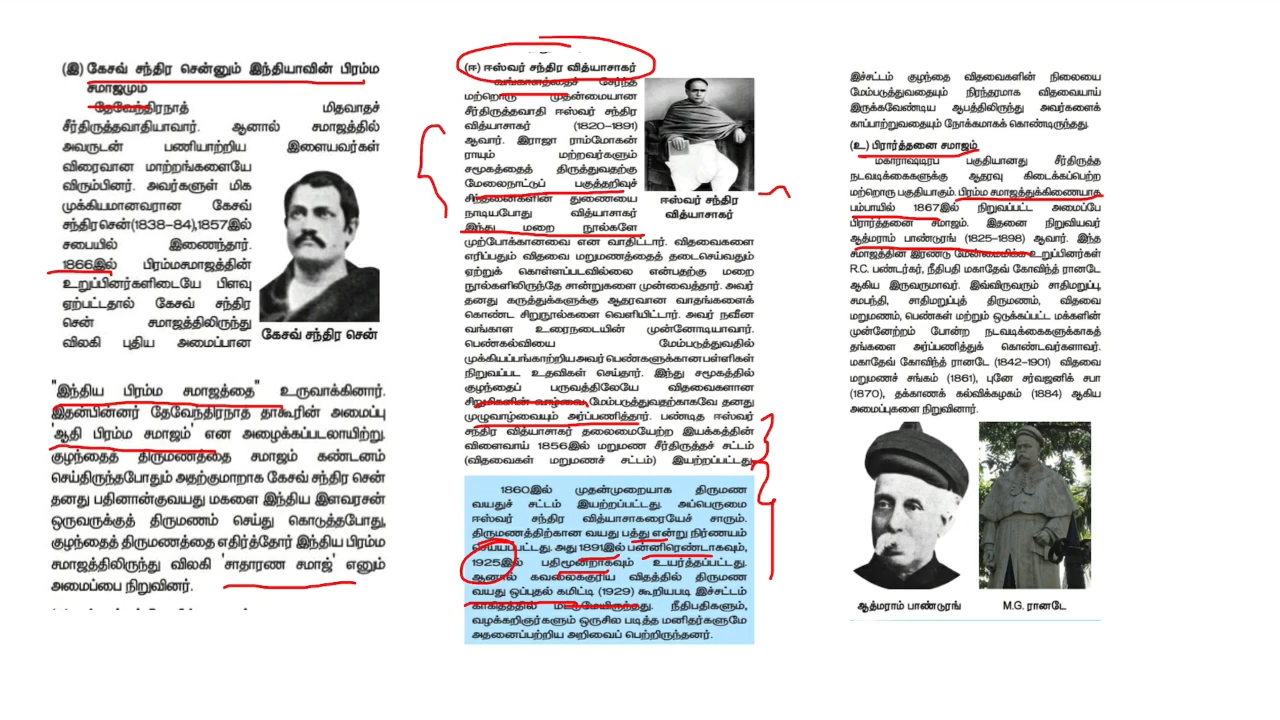 (இ) கேசவ் சந்திர சென்னும் இந்தியாவின் பிரம்ம
சமாஜமும்
தேவேந்திரநாத் மிதவாதச்
சீர்திருத்தவாதியாவார். ஆனால் சமாஜத்தில்
அவருடன் பணியாற்றிய இளையவர்கள்
விரைவான மாற்றங்களையே
விரும்பினர். அவர்களுள் மிக
முக்கியமானவரான கேசவ்
சந்திர சென் (1838–84),1857இல்
சபையில் இணைந்தார்.
1866இல் பிரம்மசமாஜத்தின்
உறுப்பினர்களிடையே பிளவு
ஏற்பட்டதால் கேசவ் சந்திர
சென் சமாஜத்திலிருந்து
விலகி புதிய அமைப்பான
கேசவ் சந்திர சென்
"இந்திய பிரம்ம சமாஜத்தை" உருவாக்கினார்.
இதன்பின்னர் தேவேந்திரநாத் தாகூரின் அமைப்பு
'ஆதி பிரம்ம சமாஜம்' என அழைக்கப்படலாயிற்று.
குழந்தைத் திருமணத்தை சமாஜம் கண்டனம்
செய்திருந்தபோதும் அதற்குமாறாக கேசவ் சந்திர சென்
தனது பதினான்குவயது மகளை இந்திய இளவரசன்
ஒருவருக்குத் திருமணம் செய்து கொடுத்தபோது,
குழந்தைத் திருமணத்தை எதிர்த்தோர் இந்திய பிரம்ம
சமாஜத்திலிருந்து விலகி 'சாதாரண சமாஜ்' எனும்
அமைப்பை நிறுவினர்.
(ஈ) ஈஸ்வர் சந்திர வித்யாசாகர்
வங்காளத்தைச் சேர்ந்த
மற்றொரு முதன்மையான
சீர்திருத்தவாதி ஈஸ்வர் சந்திர
வித்யாசாகர் (1820–1891)
ஆவார். இராஜா ராம்மோகன்
ராயும் மற்றவர்களும்
சமூகத்தைத் திருத்துவதற்கு
மேலைநாட்டுப் பகுத்தறிவுச்
சிந்தனைகளின் துணையை
நாடியபோது வித்யாசாகர்
இந்து மறை நூல்களே
முற்போக்கானவை என வாதிட்டார். விதவைகளை
எரிப்பதும் விதவை மறுமணத்தைத் தடைசெய்வதும்
ஏற்றுக் கொள்ளப்படவில்லை என்பதற்கு மறை
நூல்களிலிருந்தே சான்றுகளை முன்வைத்தார். அவர்
தனது கருத்துக்களுக்கு ஆதரவான வாதங்களைக்
கொண்ட சிறுநூல்களை வெளியிட்டார். அவர் நவீன
வங்காள உரைநடையின் முன்னோடியாவார்.
பெண்கல்வியை மேம்படுத்துவதில்
முக்கியப்பங்காற்றிய அவர் பெண்களுக்கான பள்ளிகள்
நிறுவப்பட உதவிகள் செய்தார். இந்து சமூகத்தில்
குழந்தைப் பருவத்திலேயே விதவைகளான
சிறுமிகளின் வாழ்வை மேம்படுத்துவதற்காகவே தனது
முழுவாழ்வையும் அர்ப்பணித்தார். பண்டித ஈஸ்வர்
சந்திர வித்யாசாகர் தலைமையேற்ற இயக்கத்தின்
விளைவாய் 1856இல் மறுமண சீர்திருத்தச் சட்டம்
(விதவைகள் மறுமணச் சட்டம்) இயற்றப்பட்டது.
ஈஸ்வர் சந்திர
வித்யாசாகர்
1860இல் முதன்முறையாக திருமண
வயதுச் சட்டம் இயற்றப்பட்டது. அப்பெருமை
ஈஸ்வர் சந்திர வித்யாசாகரையேச் சாரும்.
திருமணத்திற்கான வயது பத்து என்று நிர்ணயம்
செய்யப்பட்டது. அது 1891இல் பன்னிரெண்டாகவும்,
1925இல் பதிமூன்றாகவும் உயர்த்தப்பட்டது.
ஆனால் கவலைக்குரிய விதத்தில் திருமண
வயது ஒப்புதல் கமிட்டி (1929) கூறியபடி இச்சட்டம்
காகிதத்தில் மட்டுமேயிருந்தது. நீதிபதிகளும்,
வழக்கறிஞர்களும் ஒருசில படித்த மனிதர்களுமே
அதனைப்பற்றிய அறிவைப் பெற்றிருந்தனர்.
இச்சட்டம் குழந்தை விதவைகளின் நிலையை
மேம்படுத்துவதையும் நிரந்தரமாக விதவையாய்
இருக்கவேண்டிய ஆபத்திலிருந்து அவர்களைக்
காப்பாற்றுவதையும் நோக்கமாகக் கொண்டிருந்தது.
(உ) பிரார்த்தனை சமாஜம்
மகாராஷ்டிரப் பகுதியானது சீர்திருத்த
நடவடிக்கைகளுக்கு ஆதரவு கிடைக்கப்பெற்ற
மற்றொரு பகுதியாகும். பிரம்ம சமாஜத்துக்கிணையாக
பம்பாயில் 1867இல் நிறுவப்பட்ட அமைப்பே
பிரார்த்தனை சமாஜம். இதனை நிறுவியவர்
ஆத்மராம் பாண்டுரங் (1825–1898) ஆவார். இந்த
சமாஜத்தின் இரண்டு மேன்மைமிக்க உறுப்பினர்கள்
R.C. பண்டர்கர், நீதிபதி மகாதேவ் கோவிந்த் ரானடே
ஆகிய இருவருமாவர். இவ்விருவரும் சாதிமறுப்பு,
சமபந்தி, சாதிமறுப்புத் திருமணம், விதவை
மறுமணம், பெண்கள் மற்றும் ஒடுக்கப்பட்ட மக்களின்
முன்னேற்றம் போன்ற நடவடிக்கைகளுக்காகத்
தங்களை அர்ப்பணித்துக் கொண்டவர்களாவர்.
மகாதேவ் கோவிந்த் ரானடே (1842–1901) விதவை
மறுமணச் சங்கம் (1861), புனே சர்வஜனிக் சபா
(1870), தக்காணக் கல்விக்கழகம் (1884) ஆகிய
அமைப்புகளை நிறுவினார்.
ஆத்மராம் பாண்டுரங்
M.G. ரானடே